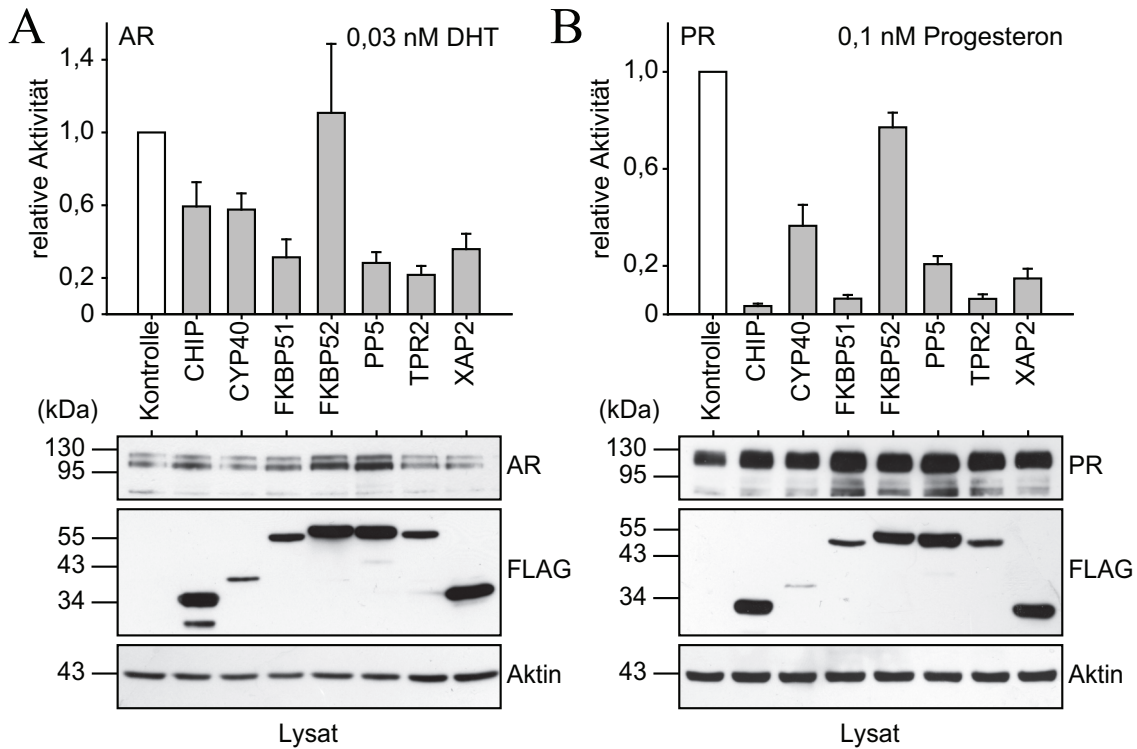 A
AR
0,03 nM DHT
relative Aktivität
1,4
1,0
0,6
0,2
0
Kontrolle
CHIP
CYP40
FKBP51
FKBP52
PP5
TPR2
XAP2
(kDa)
130
95
AR
55
43
34
FLAG
43
Aktin
Lysat
B
PR
0,1 nM Progesteron
relative Aktivität
1,0
0,6
0,2
0
Kontrolle
CHIP
CYP40
FKBP51
FKBP52
PP5
TPR2
XAP2
(kDa)
130
95
PR
55
43
34
FLAG
43
Aktin
Lysat